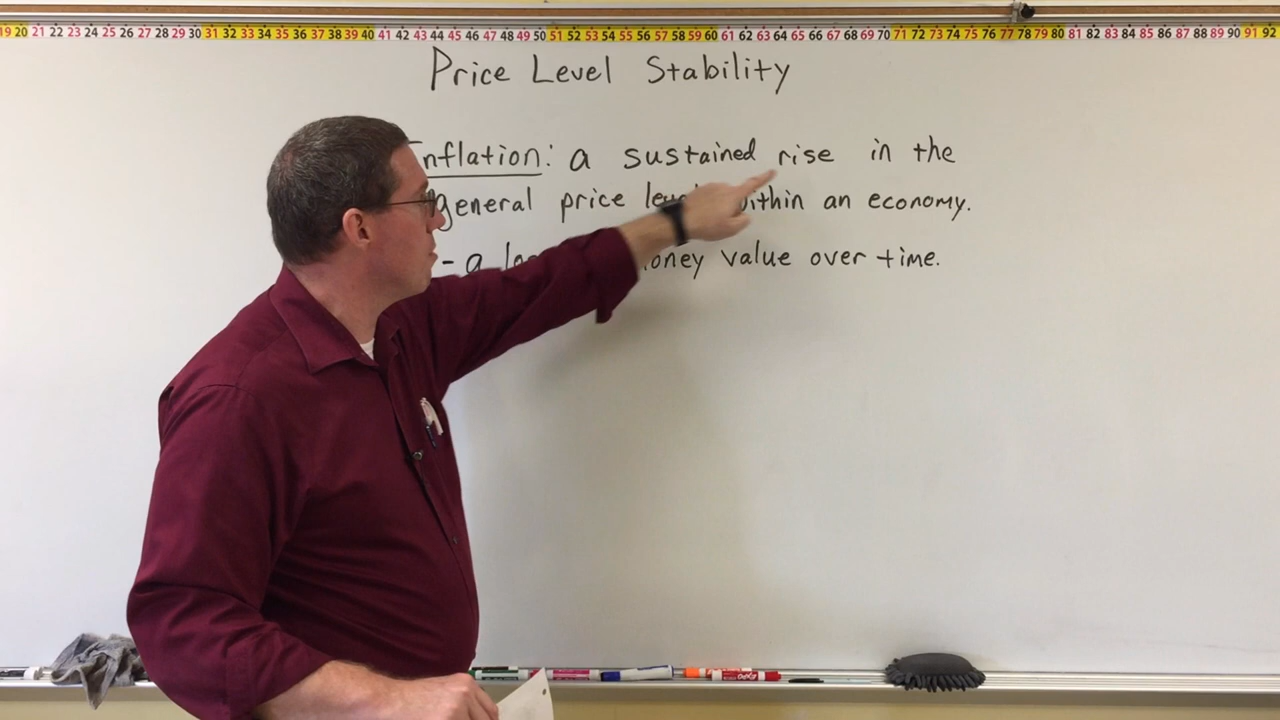 19 20 21 22 23 24 25 26 27 28 29 30 31 32 33 34 35 36 37 38 39 40 41 42 43 44 45 46 47 48 49 50 51 52 53 54 55 56 57 58 59 60 61 62 63 64 65 66 67 68 69 70 71 72 73 74 75 76 77 78 79 80 81 82 83 84 85 86 87 88 89 90 91 92
Price Level Stability
nflation: a sustained rise in the
general price level within an economy.
- a value over time.
EXPO